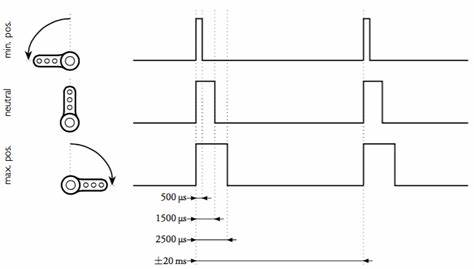 min. pos.
neutral
max. pos.
500 µs
1500 µs
2500 µs
±20 ms